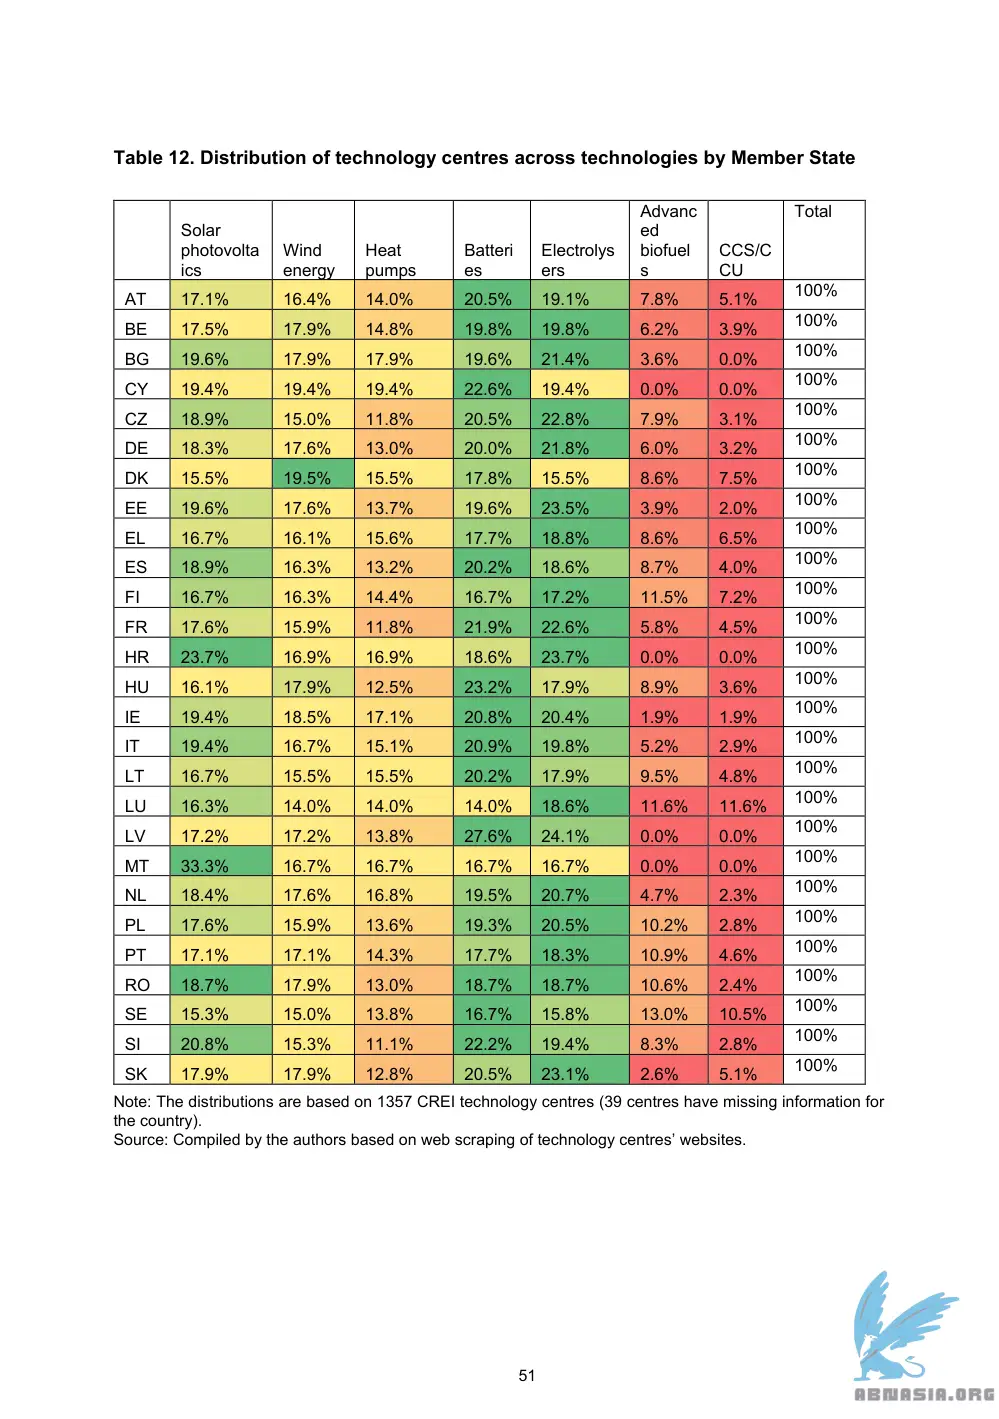 Table 12. Distribution of technology centres across technologies by Member State
Solar photovolta ics Wind energy Heat pumps Batteri es Electrolys ers Advanc ed biofuel s CCS/C CU Total
AT 17.1% 16.4% 14.0% 20.5% 19.1% 7.8% 5.1% 100%
BE 17.5% 17.9% 14.8% 19.8% 19.8% 6.2% 3.9% 100%
BG 19.6% 17.9% 17.9% 19.6% 21.4% 3.6% 0.0% 100%
CY 19.4% 19.4% 19.4% 22.6% 19.4% 0.0% 0.0% 100%
CZ 18.9% 15.0% 11.8% 20.5% 22.8% 7.9% 3.1% 100%
DE 18.3% 17.6% 13.0% 20.0% 21.8% 6.0% 3.2% 100%
DK 15.5% 19.5% 15.5% 17.8% 15.5% 8.6% 7.5% 100%
EE 19.6% 17.6% 13.7% 19.6% 23.5% 3.9% 2.0% 100%
EL 16.7% 16.1% 15.6% 17.7% 18.8% 8.6% 6.5% 100%
ES 18.9% 16.3% 13.2% 20.2% 18.6% 8.7% 4.0% 100%
FI 16.7% 16.3% 14.4% 16.7% 17.2% 11.5% 7.2% 100%
FR 17.6% 15.9% 11.8% 21.9% 22.6% 5.8% 4.5% 100%
HR 23.7% 16.9% 16.9% 18.6% 23.7% 0.0% 0.0% 100%
HU 16.1% 17.9% 12.5% 23.2% 17.9% 8.9% 3.6% 100%
IE 19.4% 18.5% 17.1% 20.8% 20.4% 1.9% 1.9% 100%
IT 19.4% 16.7% 15.1% 20.9% 19.8% 5.2% 2.9% 100%
LT 16.7% 15.5% 15.5% 20.2% 17.9% 9.5% 4.8% 100%
LU 16.3% 14.0% 14.0% 14.0% 18.6% 11.6% 11.6% 100%
LV 17.2% 17.2% 13.8% 27.6% 24.1% 0.0% 0.0% 100%
MT 33.3% 16.7% 16.7% 16.7% 16.7% 0.0% 0.0% 100%
NL 18.4% 17.6% 16.8% 19.5% 20.7% 4.7% 2.3% 100%
PL 17.6% 15.9% 13.6% 19.3% 20.5% 10.2% 2.8% 100%
PT 17.1% 17.1% 14.3% 17.7% 18.3% 10.9% 4.6% 100%
RO 18.7% 17.9% 13.0% 18.7% 18.7% 10.6% 2.4% 100%
SE 15.3% 15.0% 13.8% 16.7% 15.8% 13.0% 10.5% 100%
SI 20.8% 15.3% 11.1% 22.2% 19.4% 8.3% 2.8% 100%
SK 17.9% 17.9% 12.8% 20.5% 23.1% 2.6% 5.1% 100%
Note: The distributions are based on 1357 CREI technology centres (39 centres have missing information for
the country).
Source: Compiled by the authors based on web scraping of technology centres’ websites.
51
ABNASIA.ORG